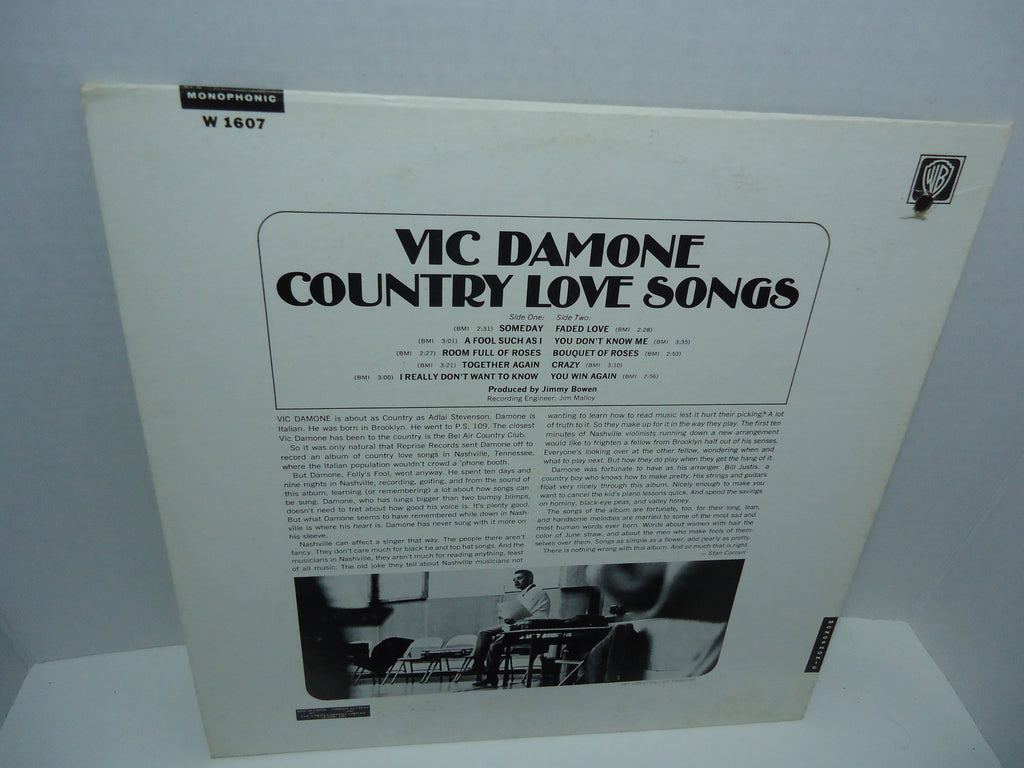 MONOPHONIC
W 1607
WB
VIC DAMONE
COUNTRY LOVE SONGS
Side One: Side Two:
(BMI 2:31) SOMEDAY FADED LOVE (BMI 2:28)
(BMI 3:01) A FOOL SUCH AS I YOU DON'T KNOW ME (BMI 3:35)
(BMI 2:27) ROOM FULL OF ROSES BOUQUET OF ROSES (BMI 2:53)
(BMI 3:21) TOGETHER AGAIN CRAZY (BMI 3:10)
(BMI 3:00) I REALLY DON'T WANT TO KNOW YOU WIN AGAIN (BMI 2:56)
Produced by Jimmy Bowen
Recording Engineer: Jim Malloy
VIC DAMONE is about as Country as Adlai Stevenson. Damone is
Italian. He was born in Brooklyn. He went to P.S. 109. The closest
Vic Damone has been to the country is the Bel Air Country Club.
So it was only natural that Reprise Records sent Damone off to
record an album of country love songs in Nashville, Tennessee,
where the Italian population wouldn't crowd a 'phone booth.
But Damone, Folly's Fool, went anyway. He spent ten days and
nine nights in Nashville, recording, golfing, and from the sound of
this album, learning (or remembering) a lot about how songs can
be sung. Damone, who has lungs bigger than two bumpy blimps,
doesn't need to fret about how good his voice is. It's plenty good.
But what Damone seems to have remembered while down in Nash-
ville is where his heart is. Damone has never sung with it more on
his sleeve.
Nashville can affect a singer that way. The people there aren't
fancy. They don't care much for black tie and top hat songs. And the
musicians in Nashville, they aren't much for reading anything, least
of all music. The old joke they tell about Nashville musicians not
wanting to learn how to read music lest it hurt their picking? A lot
of truth to it. So they make up for it in the way they play. The first ten
minutes of Nashville violinists running down a new arrangement
would like to frighten a fellow from Brooklyn half out of his senses.
Everyone's looking over at the other fellow, wondering when and
what to play next. But how they do play when they get the hang of it.
Damone was fortunate to have as his arranger Bill Justis, a
country boy who knows how to make pretty. His strings and guitars
float very nicely through this album. Nicely enough to make you
want to cancel the kid's piano lessons quick. And spend the savings
on hominy, black-eye peas, and valley honey.
The songs of the album are fortunate, too, for their long, lean,
and handsome melodies are married to some of the most sad and
most human words ever born. Words about women with hair the
color of June straw, and about the men who make fools of them-
selves over them. Songs as simple as a flower, and pearly as pretty.
There is nothing wrong with this album. And so much that is right.
— Stan Cornyn
MONOPHONIC